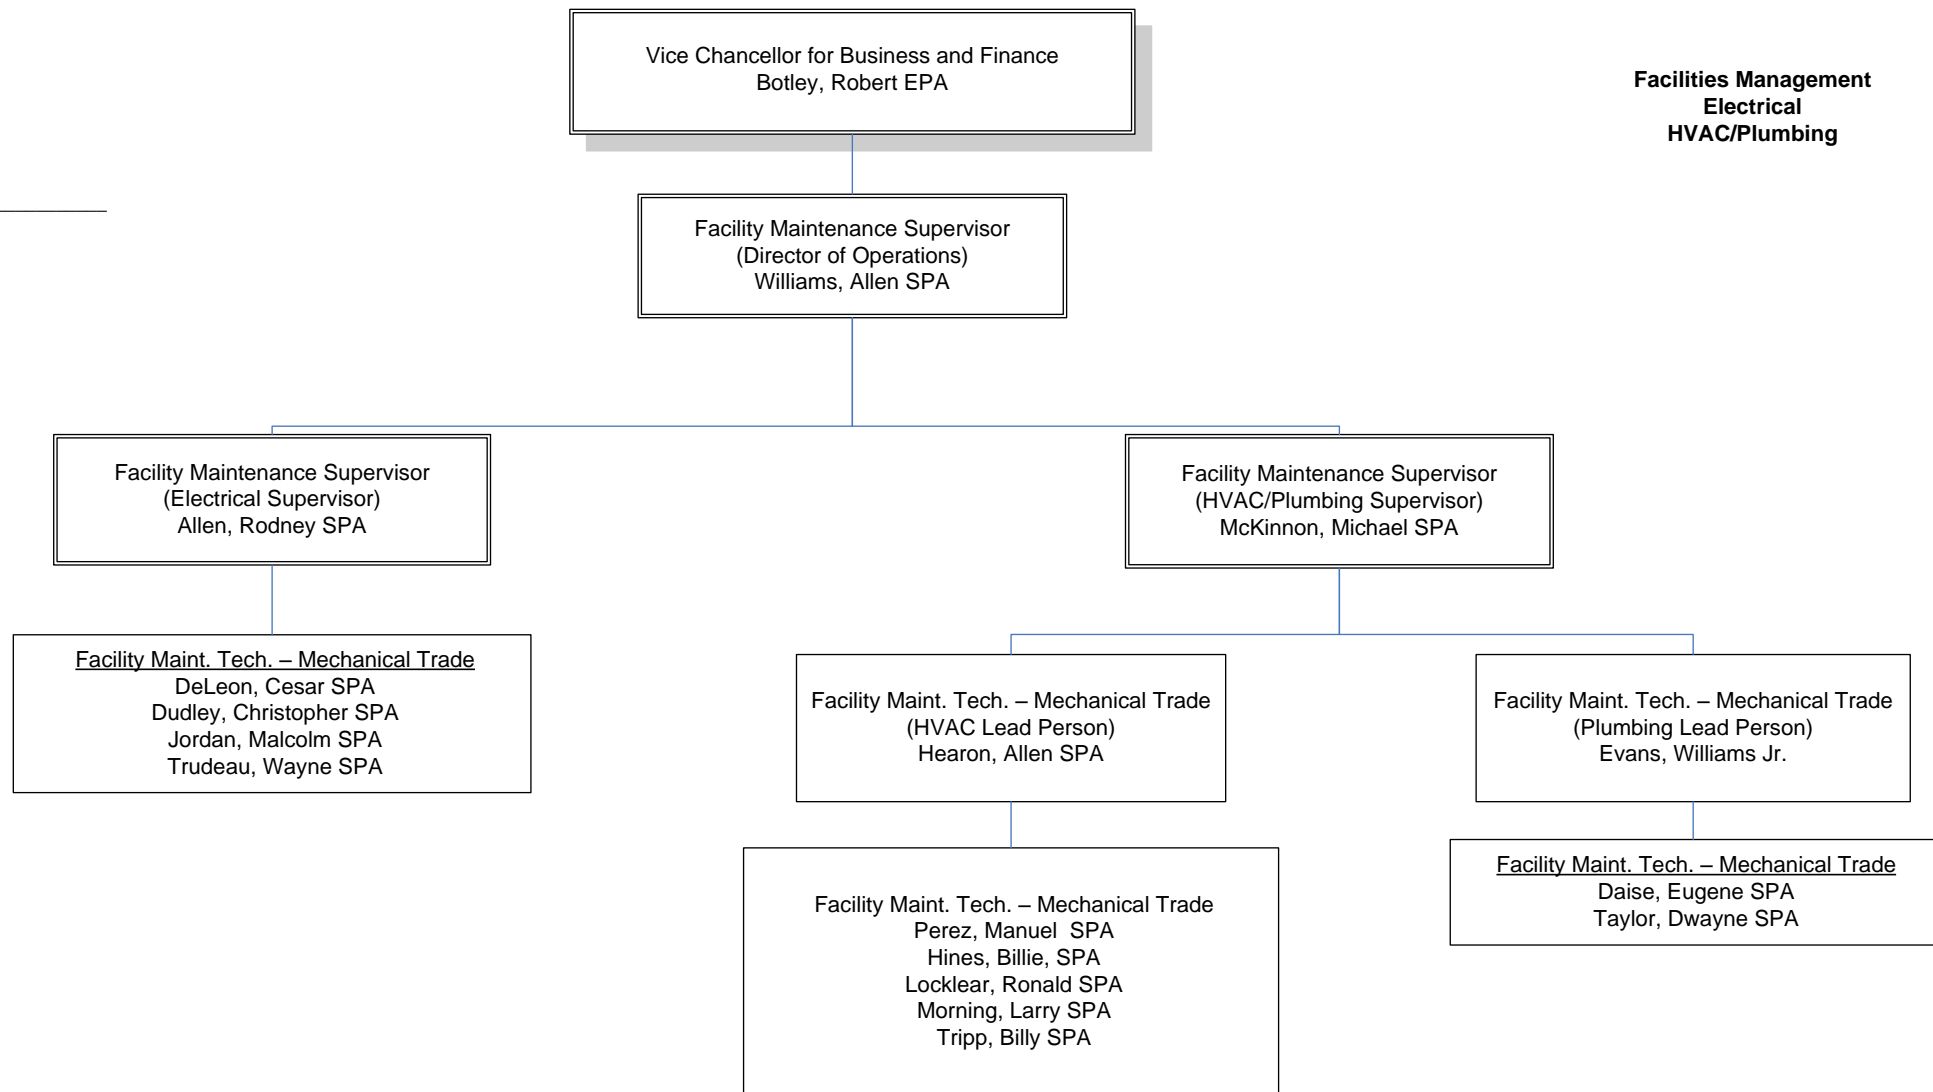 Vice Chancellor for Business and Finance
Botley, Robert EPA
Facilities Management
Electrical
HVAC/Plumbing
Facility Maintenance Supervisor
(Director of Operations)
Williams, Allen SPA
Facility Maintenance Supervisor
(Electrical Supervisor)
Allen, Rodney SPA
Facility Maintenance Supervisor
(HVAC/Plumbing Supervisor)
McKinnon, Michael SPA
Facility Maint. Tech. – Mechanical Trade
DeLeon, Cesar SPA
Dudley, Christopher SPA
Jordan, Malcolm SPA
Trudeau, Wayne SPA
Facility Maint. Tech. – Mechanical Trade
(HVAC Lead Person)
Hearon, Allen SPA
Facility Maint. Tech. – Mechanical Trade
(Plumbing Lead Person)
Evans, Williams Jr.
Facility Maint. Tech. – Mechanical Trade
Perez, Manuel  SPA
Hines, Billie, SPA
Locklear, Ronald SPA
Morning, Larry SPA
Tripp, Billy SPA
Facility Maint. Tech. – Mechanical Trade
Daise, Eugene SPA
Taylor, Dwayne SPA